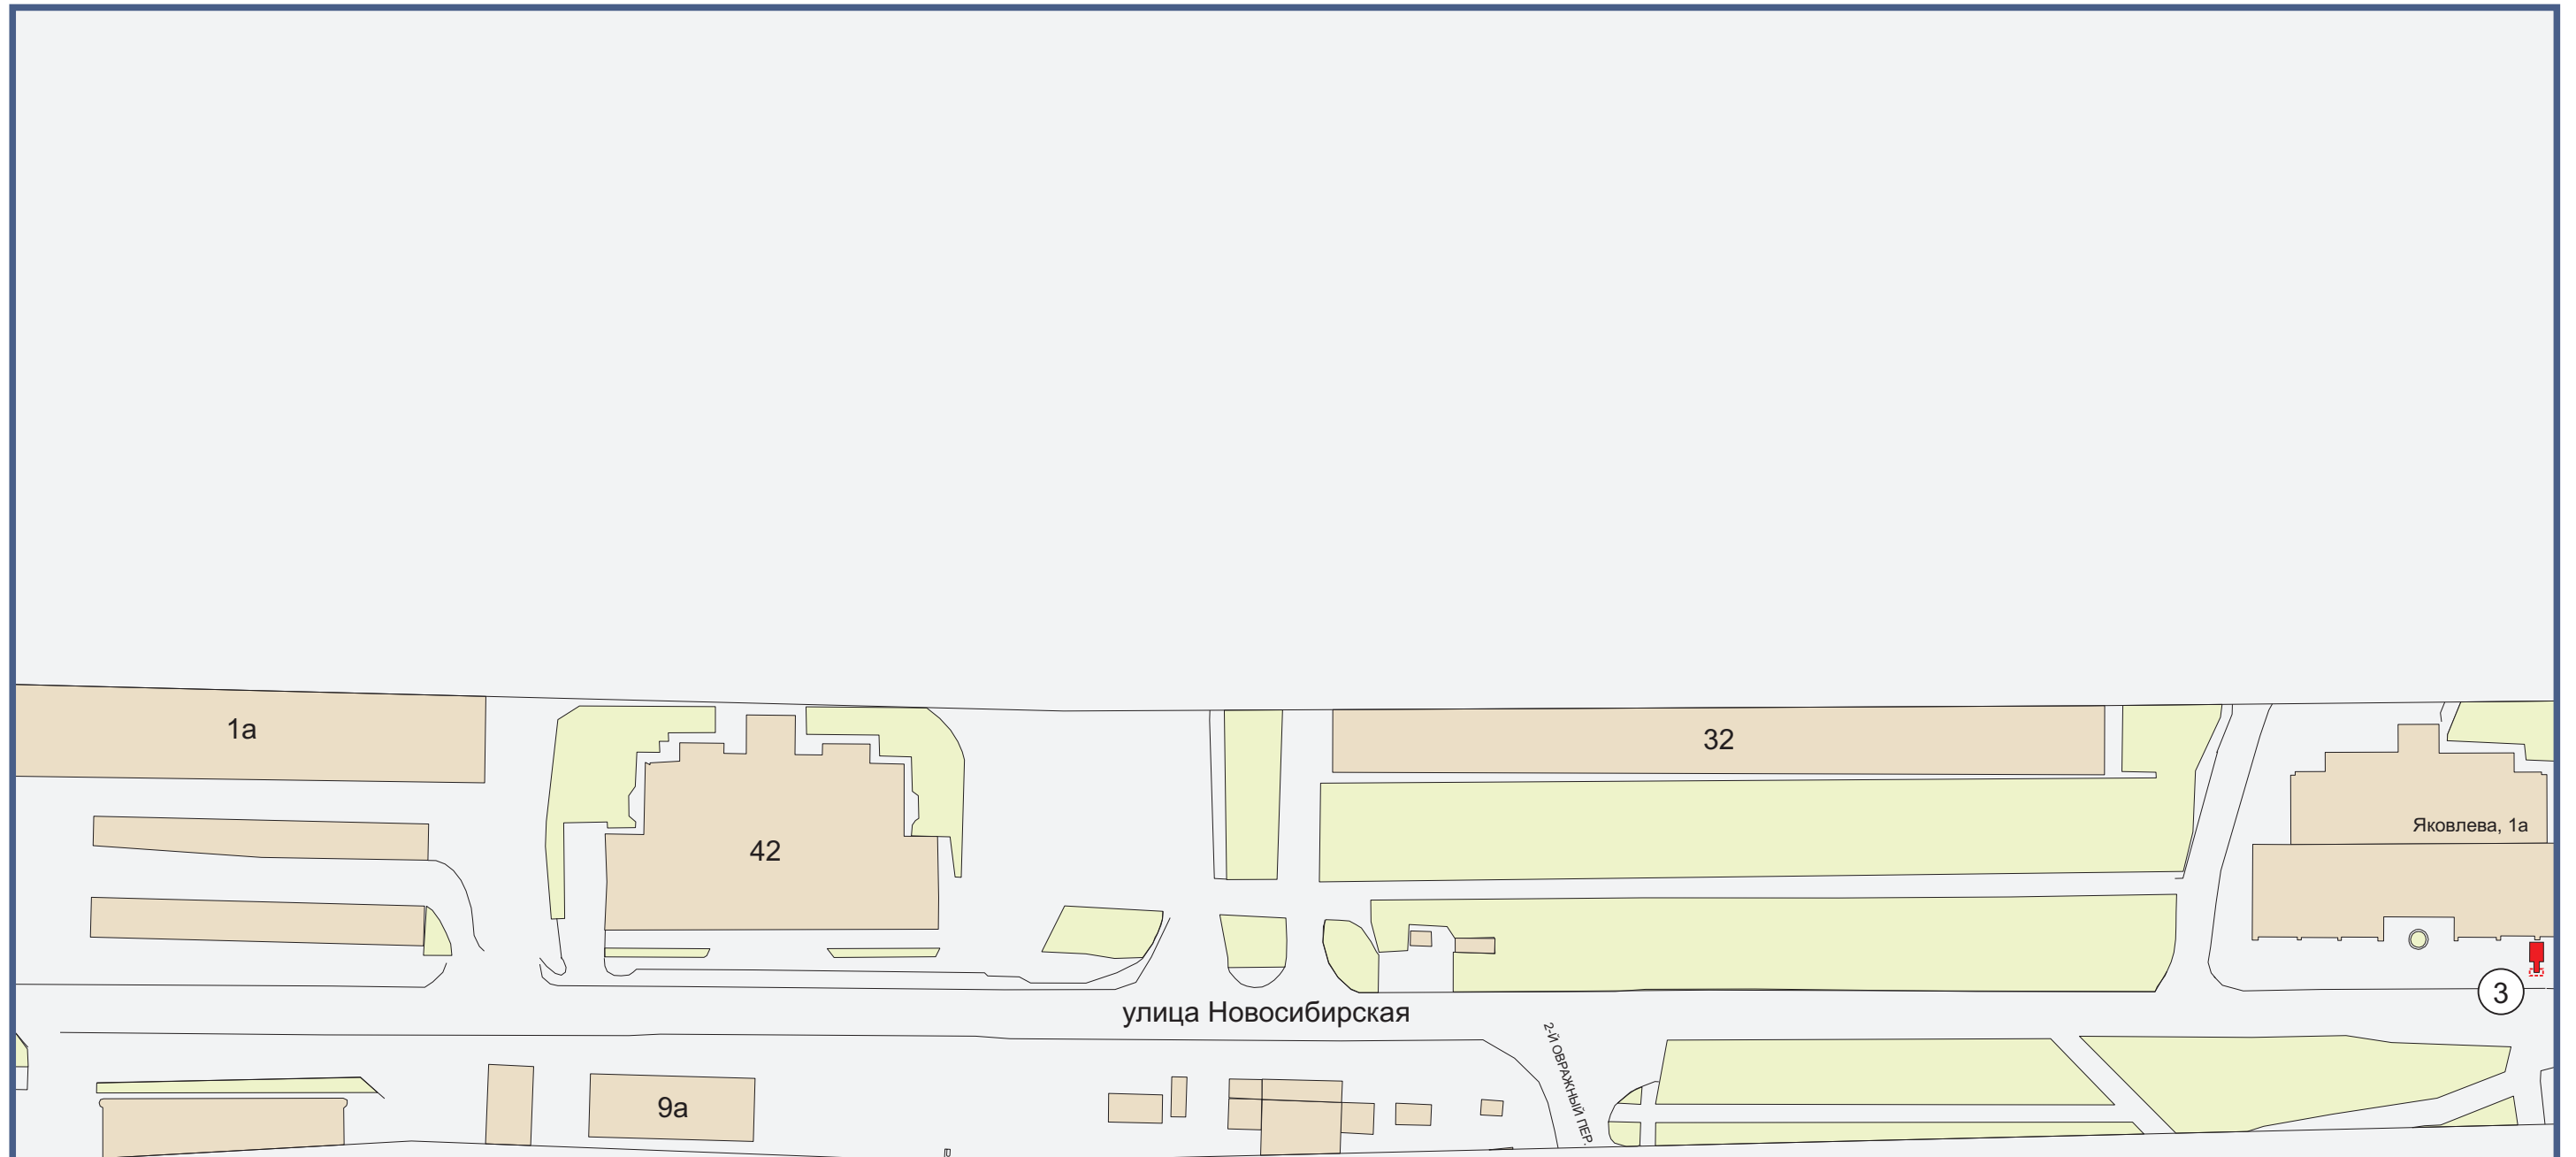 1а
32
Яковлева, 1а
42
3
улица Новосибирская
2-Й ОВРАЖНЫЙ ПЕР.
9а